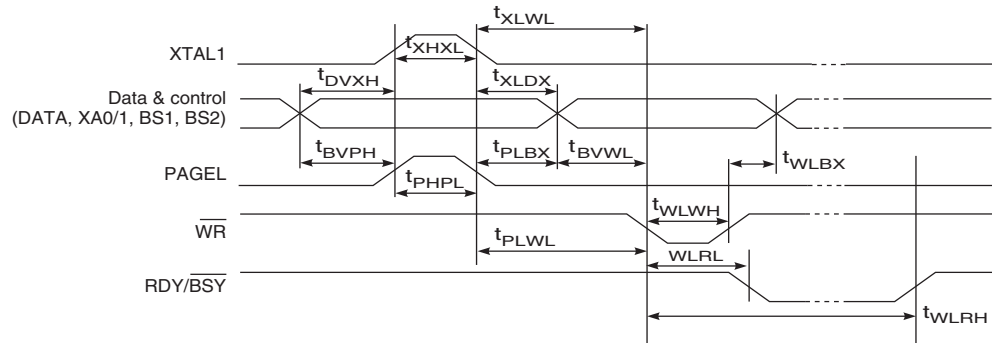 tXLWL
XTAL1
tXHXL
tDVXH
tXLDX
Data & control
(DATA, XA0/1, BS1, BS2)
tBVPH
tPLBX
tBVWL
tWLBX
PAGEL
tPHPL
tWLWH
WR
tPLWL
WLRL
RDY/BSY
tWLRH